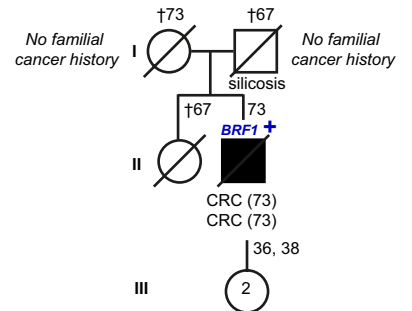 †73 †67
No familial
cancer history
I
No familial
cancer history
silicosis
†67 73
BRF1 +
II
CRC (73)
CRC (73)
36, 38
III
2